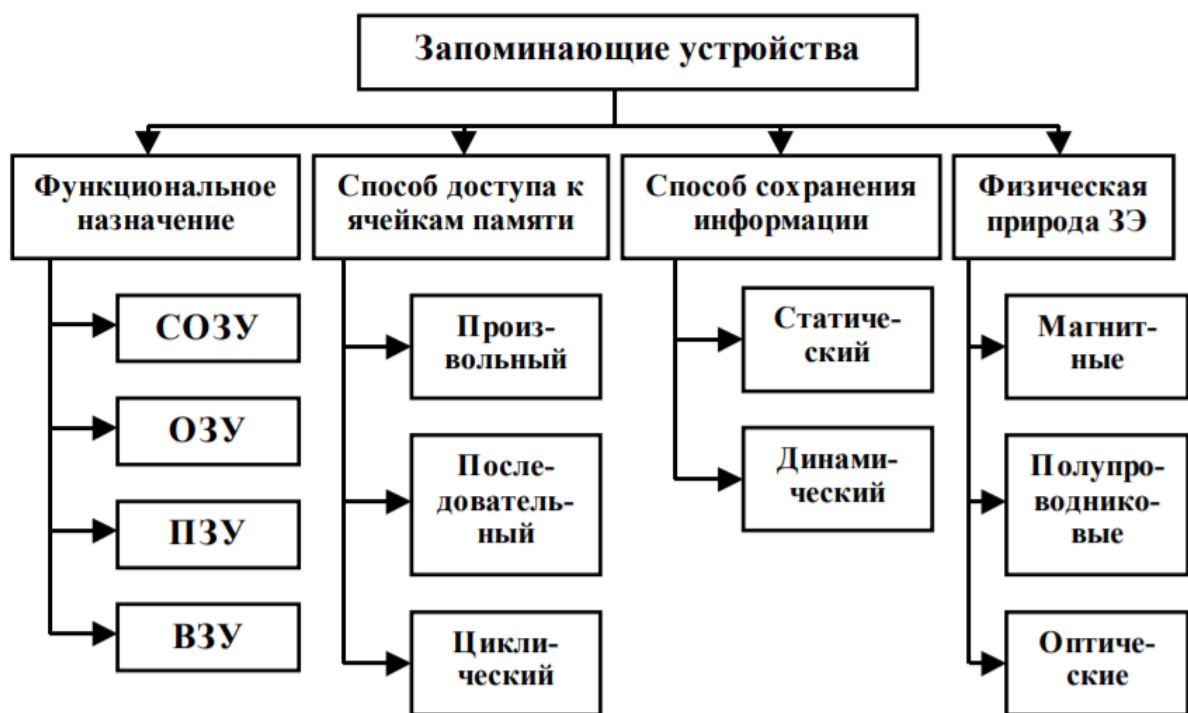 Запоминающие устройства
Функциональное
назначение
Способ доступа к
ячейкам памяти
Способ сохранения
информации
Физическая
природа ЗЭ
СОЗУ
ОЗУ
ПЗУ
ВЗУ
Произ-
вольный
После-
дователь-
ный
Цикли-
ческий
Статиче-
ский
Динами-
ческий
Магнит-
ные
Полупро-
воднико-
вые
Оптиче-
ские